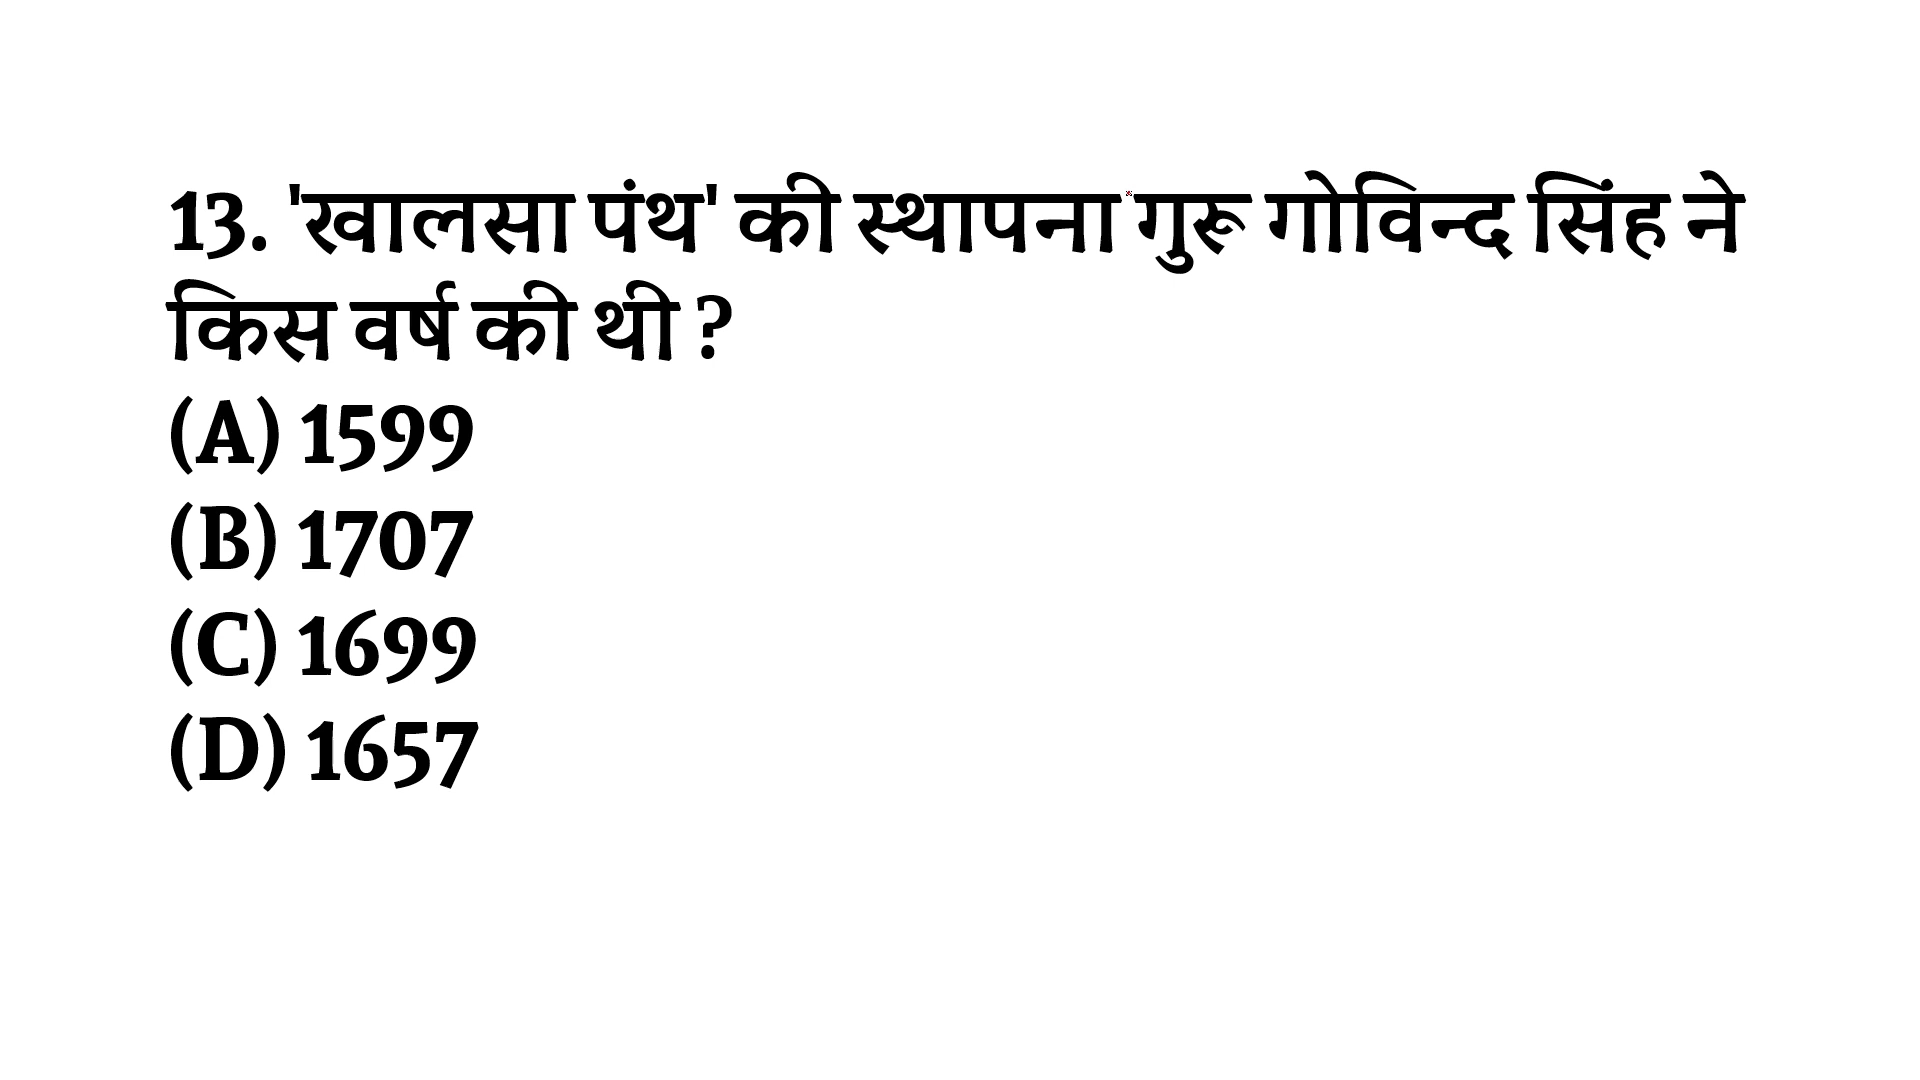 13. 'खालसा पंथ' की स्थापना गुरू गोविन्द सिंह ने
किस वर्ष की थी ?
(A) 1599
(B) 1707
(C) 1699
(D) 1657